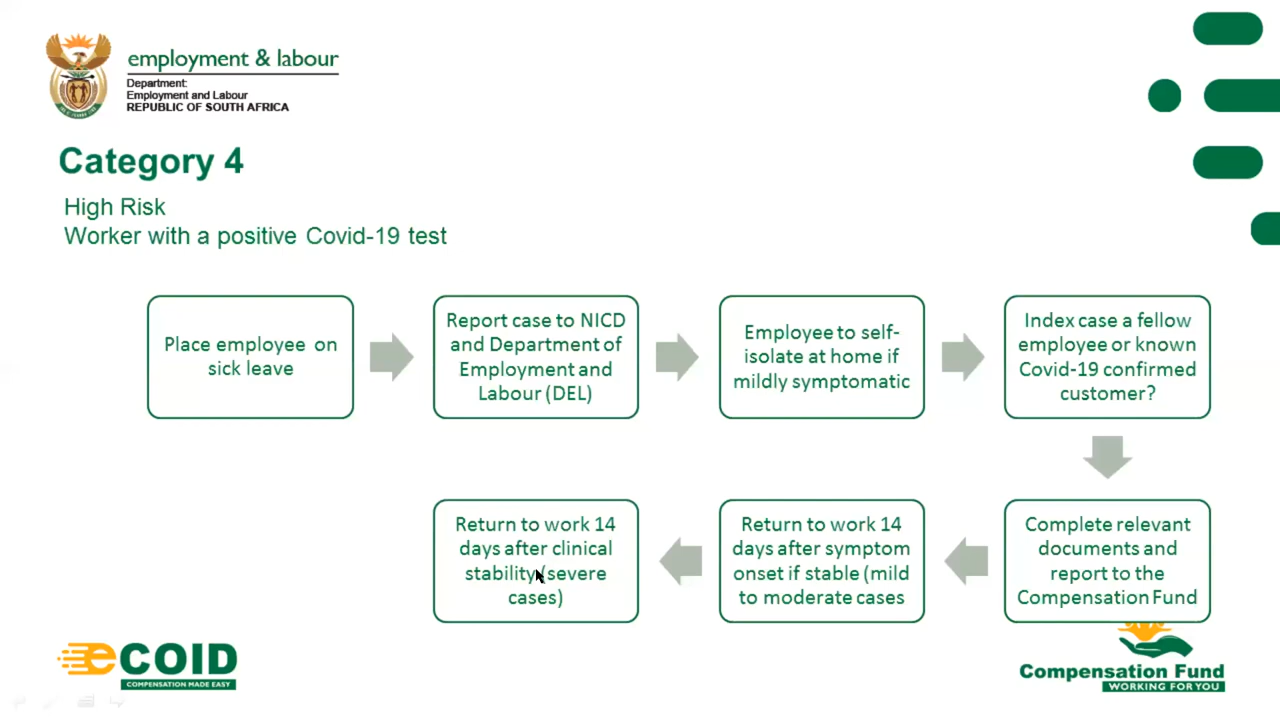 employment & labour
Department:
Employment and Labour
REPUBLIC OF SOUTH AFRICA
Category 4
High Risk
Worker with a positive Covid-19 test
Place employee on
sick leave
Report case to NICD
and Department of
Employment and
Labour (DEL)
Employee to self-
isolate at home if
mildly symptomatic
Index case a fellow
employee or known
Covid-19 confirmed
customer?
Complete relevant
documents and
report to the
Compensation Fund
Return to work 14
days after symptom
onset if stable (mild
to moderate cases
Return to work 14
days after clinical
stability (severe
cases)
eCOID
COMPENSATION MADE EASY
Compensation Fund
WORKING FOR YOU